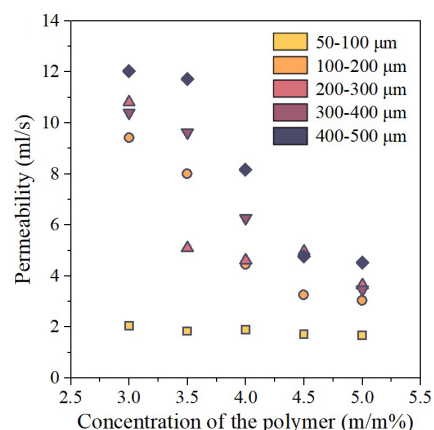 14
12
10
8
6
4
2
0
Permeability (ml/s)
50-100 μm
100-200 μm
200-300 μm
300-400 μm
400-500 μm
2.5 3.0 3.5 4.0 4.5 5.0
Concentration of the polymer (m/m%)